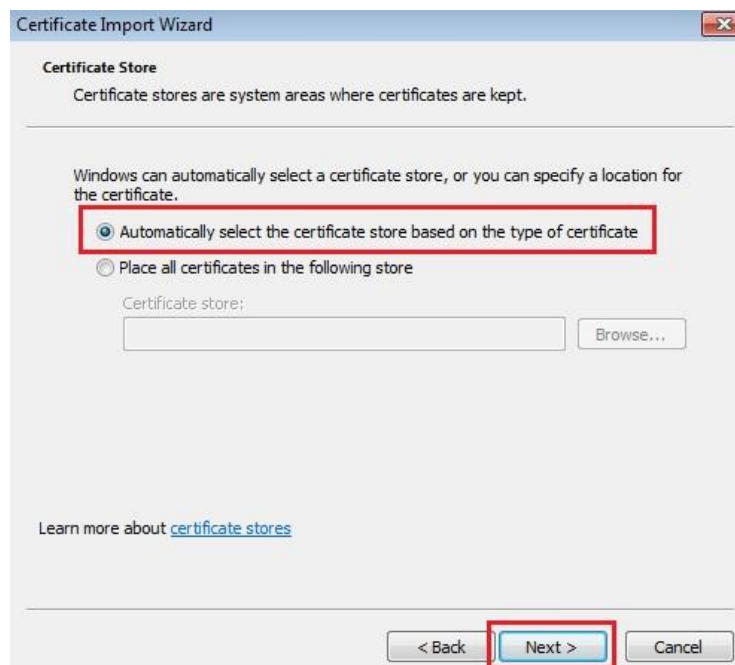 Certificate Import Wizard
Certificate Store
Certificate stores are system areas where certificates are kept.
Windows can automatically select a certificate store, or you can specify a location for
the certificate.
Automatically select the certificate store based on the type of certificate
Place all certificates in the following store
Certificate store:
Browse...
Learn more about certificate stores
< Back Next > Cancel